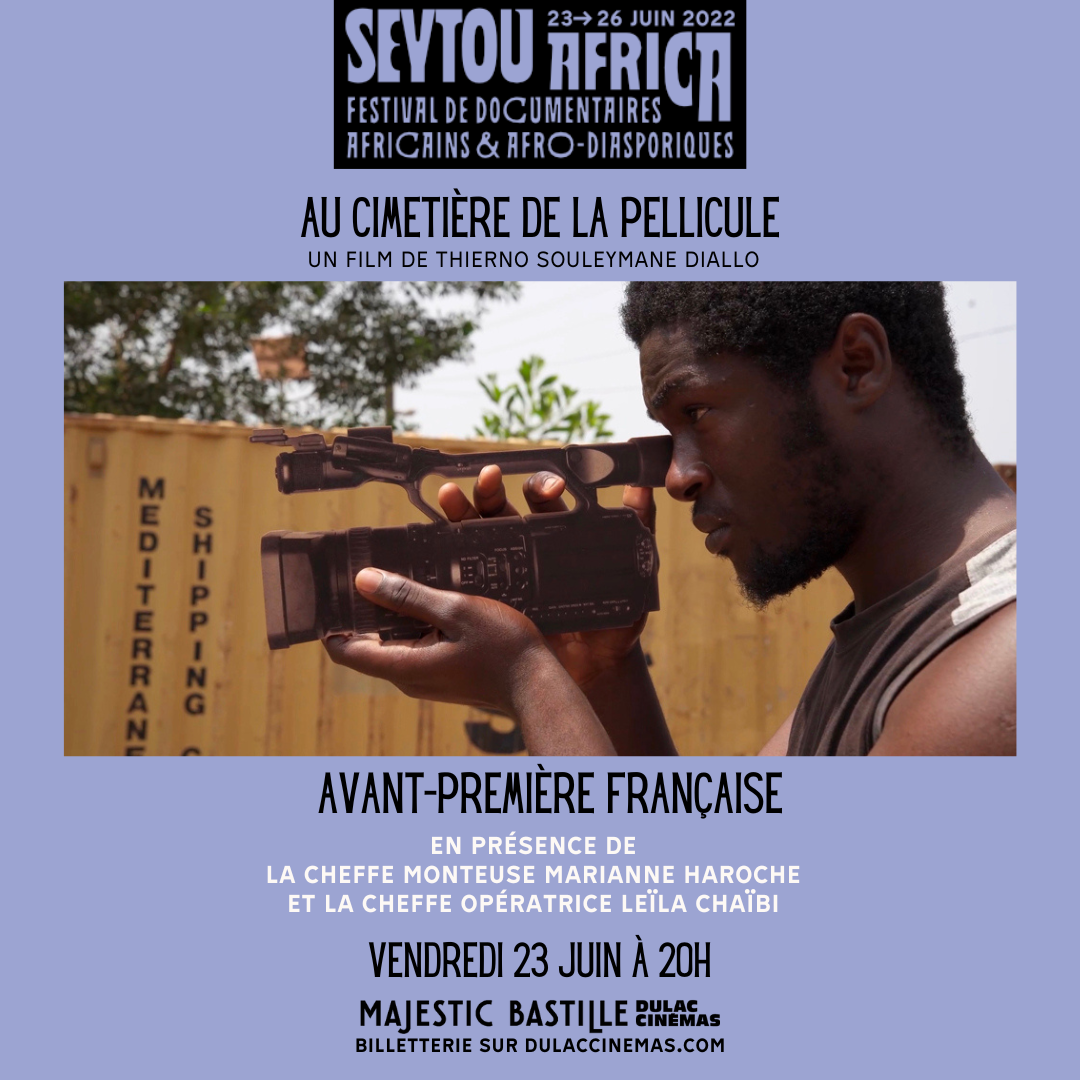 SEYTOU AFRICA
23→26 JUIN 2022
FESTIVAL DE DOCUMENTAIRES
AFRICAINS & AFRO-DIASPORIQUES
AU CIMETIÈRE DE LA PELLICULE
UN FILM DE THIERNO SOULEYMANE DIALLO
MEDITERRANE
SHIPPING C
AVANT-PREMIÈRE FRANÇAISE
EN PRÉSENCE DE
LA CHEFFE MONTEUSE MARIANNE HAROCHE
ET LA CHEFFE OPÉRATRICE LEÏLA CHAÏBI
VENDREDI 23 JUIN À 20H
MAJESTIC BASTILLE DULAC CINÉMAS
BILLETTERIE SUR DULACCINEMAS.COM